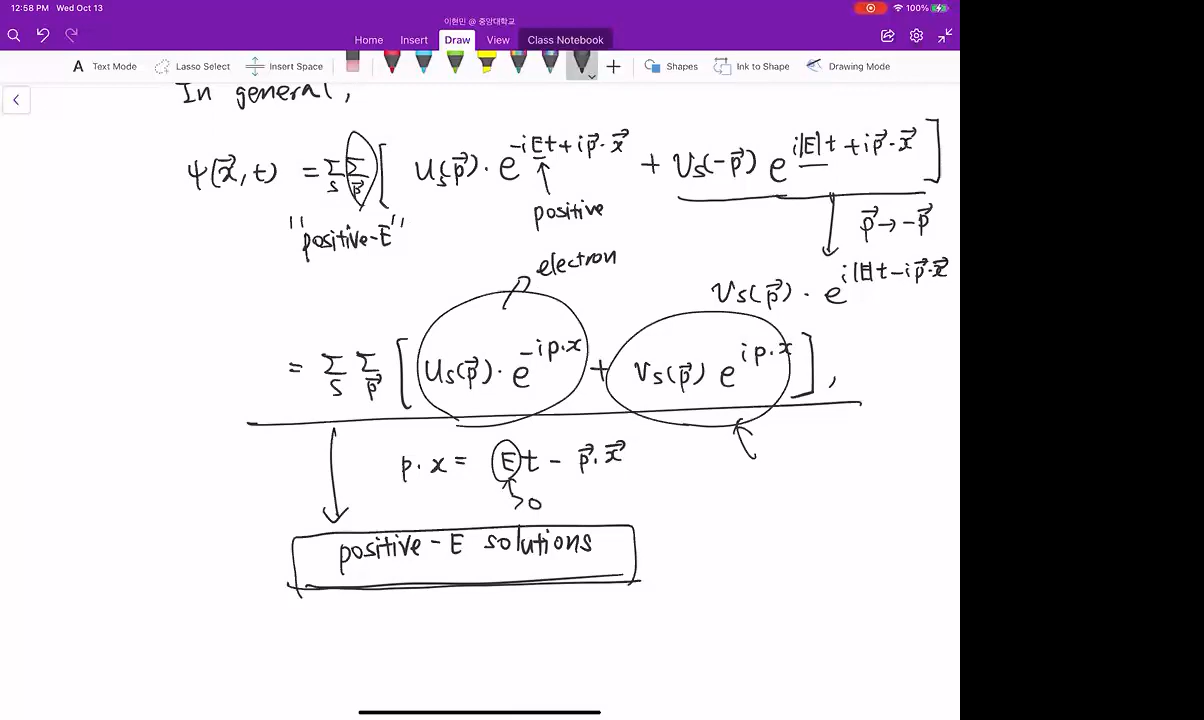 12:58 PM Wed Oct 13
100%
이현민 @ 중앙대학교
Home Insert Draw View Class Notebook
A Text Mode Lasso Select Insert Space Shapes Ink to Shape Drawing Mode
In general,
ψ(x⃗, t) = Σ_s Σ_p⃗ [ u_s(p⃗) · e^{-iEt + ip⃗·x⃗} + v_s(-p⃗) e^{i|E|t + ip⃗·x⃗} ]
positive
p⃗ → -p⃗
"positive-E"
electron
v_s(p⃗) · e^{i|E|t - ip⃗·x⃗}
= Σ_s Σ_p⃗ [ u_s(p⃗) · e^{-ip·x} + v_s(p⃗) e^{ip·x} ] ,
p·x = Et - p⃗·x⃗
>0
positive-E solutions